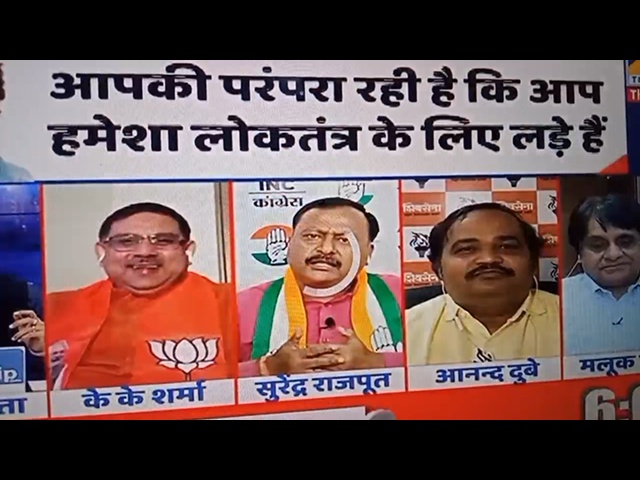 आपकी परंपरा रही है कि आप
हमेशा लोकतंत्र के लिए लड़े हैं
INC
कांग्रेस
शिवसेना
शिवसेना
के के शर्मा
सुरेंद्र राजपूत
आनन्द दुबे
मलूक